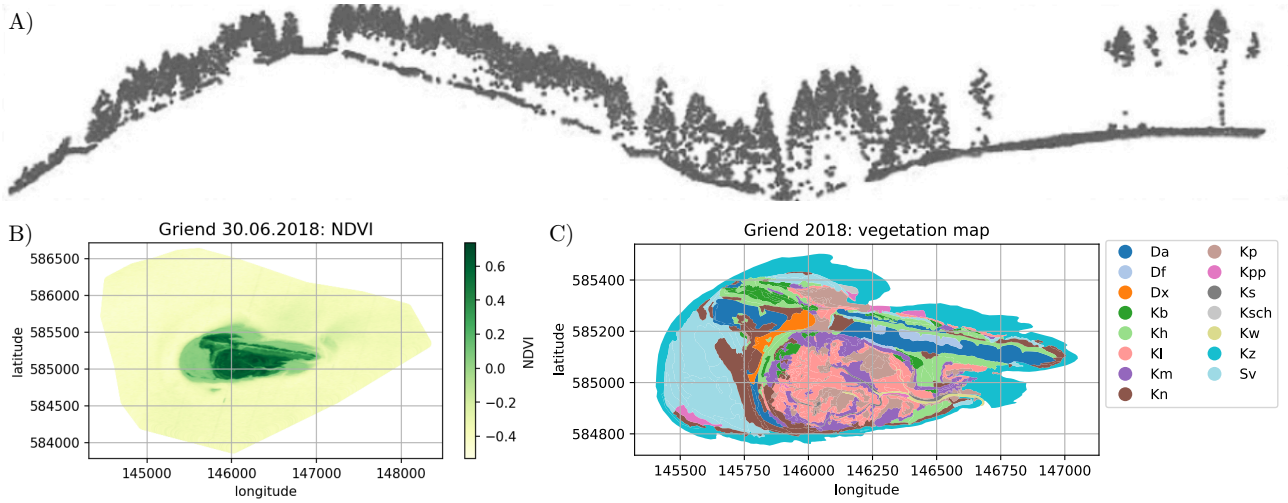 A)
B)
Griend 30.06.2018: NDVI
latitude
586500
586000
585500
585000
584500
584000
145000 146000 147000 148000
longitude
0.6
0.4
0.2
0.0
−0.2
−0.4
NDVI
C)
Griend 2018: vegetation map
latitude
585400
585200
585000
584800
145500 145750 146000 146250 146500 146750 147000
longitude
Da
Df
Dx
Kb
Kh
Kl
Km
Kn
Kp
Kpp
Ks
Ksch
Kw
Kz
Sv